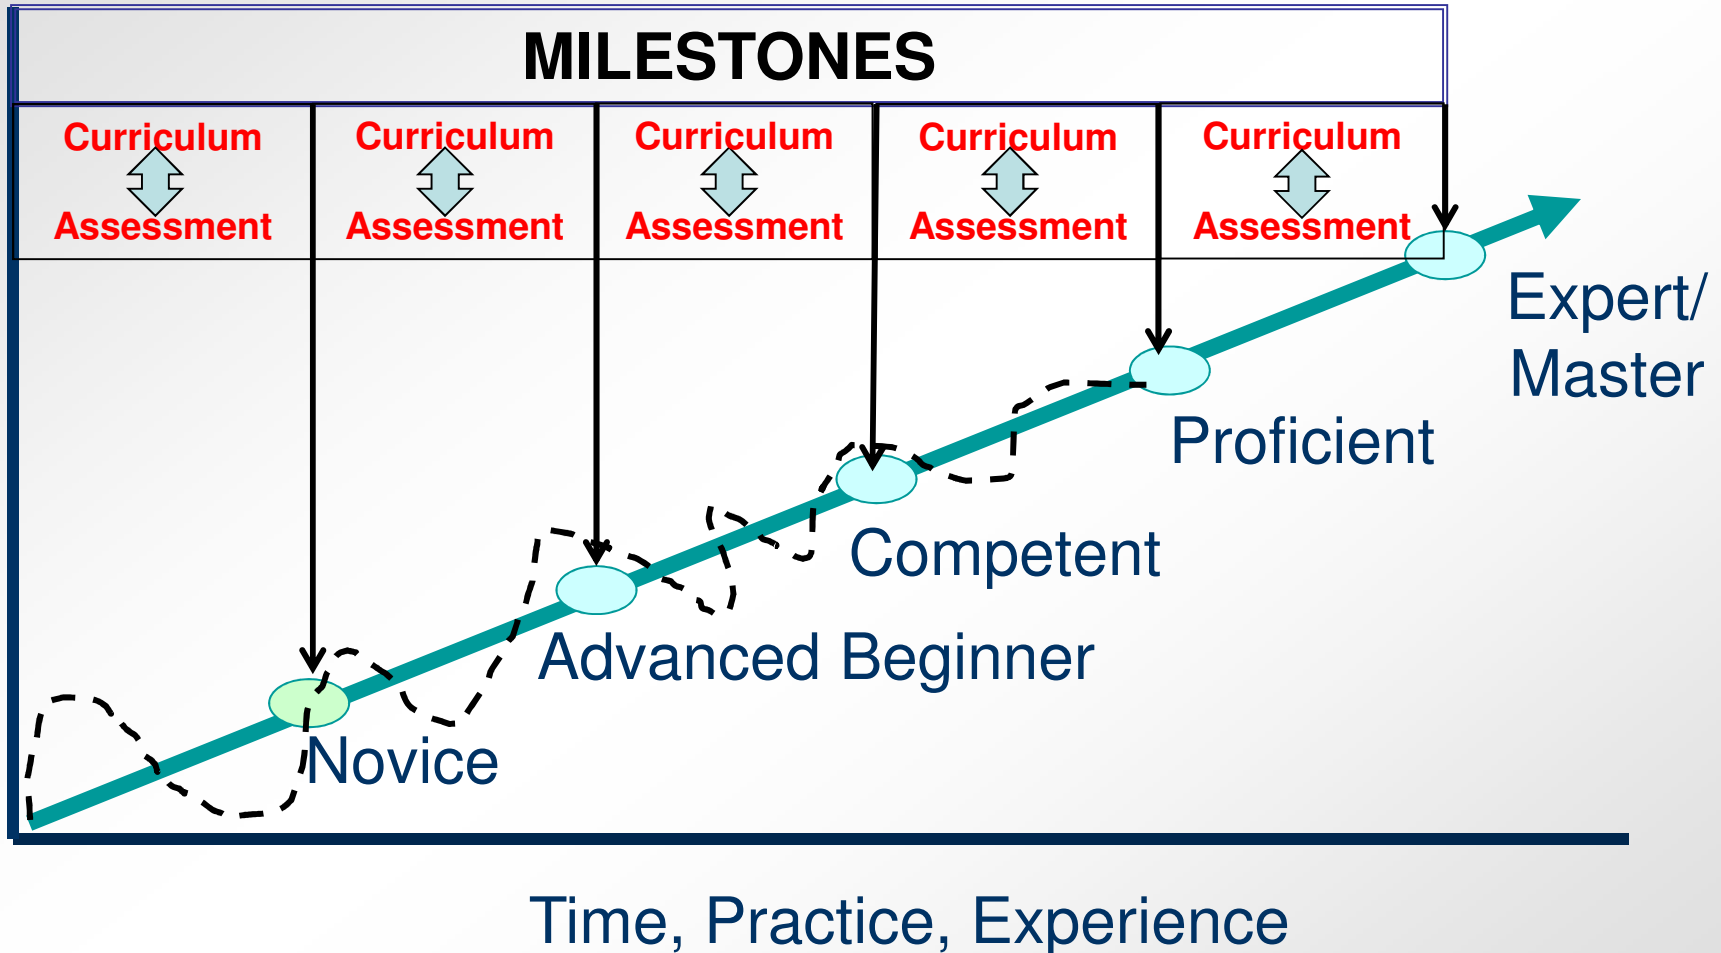 MILESTONES
Curriculum Curriculum Curriculum Curriculum Curriculum
Assessment Assessment Assessment Assessment Assessment
Expert/
Master
Proficient
Competent
Advanced Beginner
Novice
Time, Practice, Experience